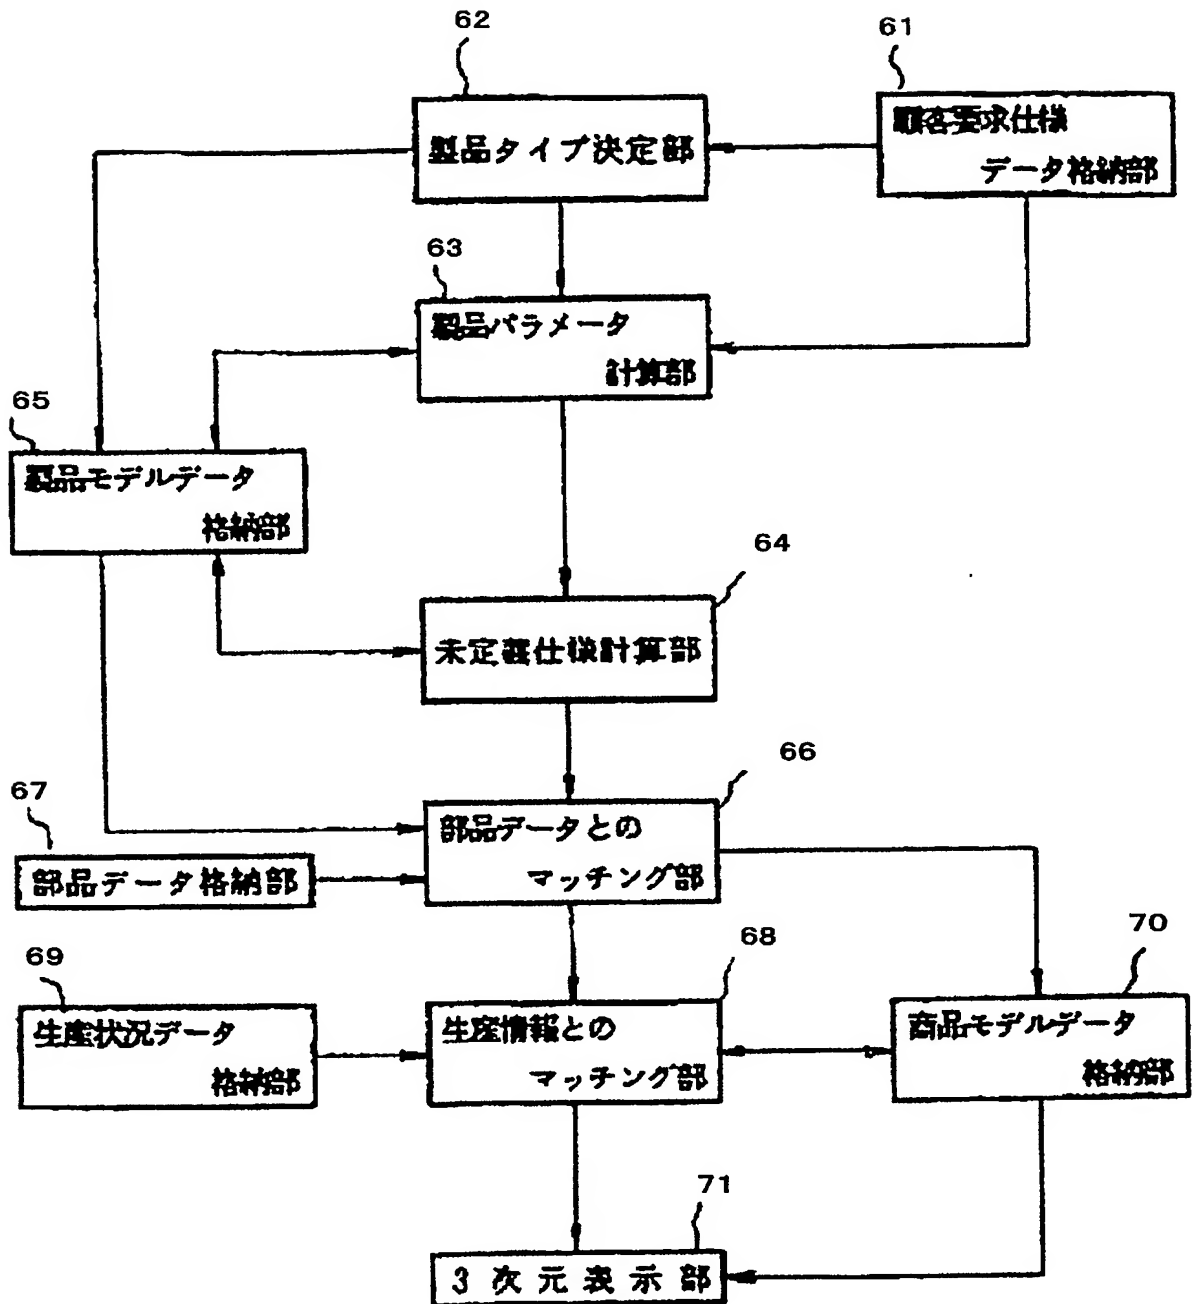 62
61
製品タイプ決定部
顧客要求仕様
データ格納部
63
製品パラメータ
計算部
65
製品モデルデータ
格納部
64
未定義仕様計算部
66
67
部品データとの
マッチング部
部品データ格納部
68
70
69
生産状況データ
格納部
生産情報との
マッチング部
商品モデルデータ
格納部
71
3次元表示部